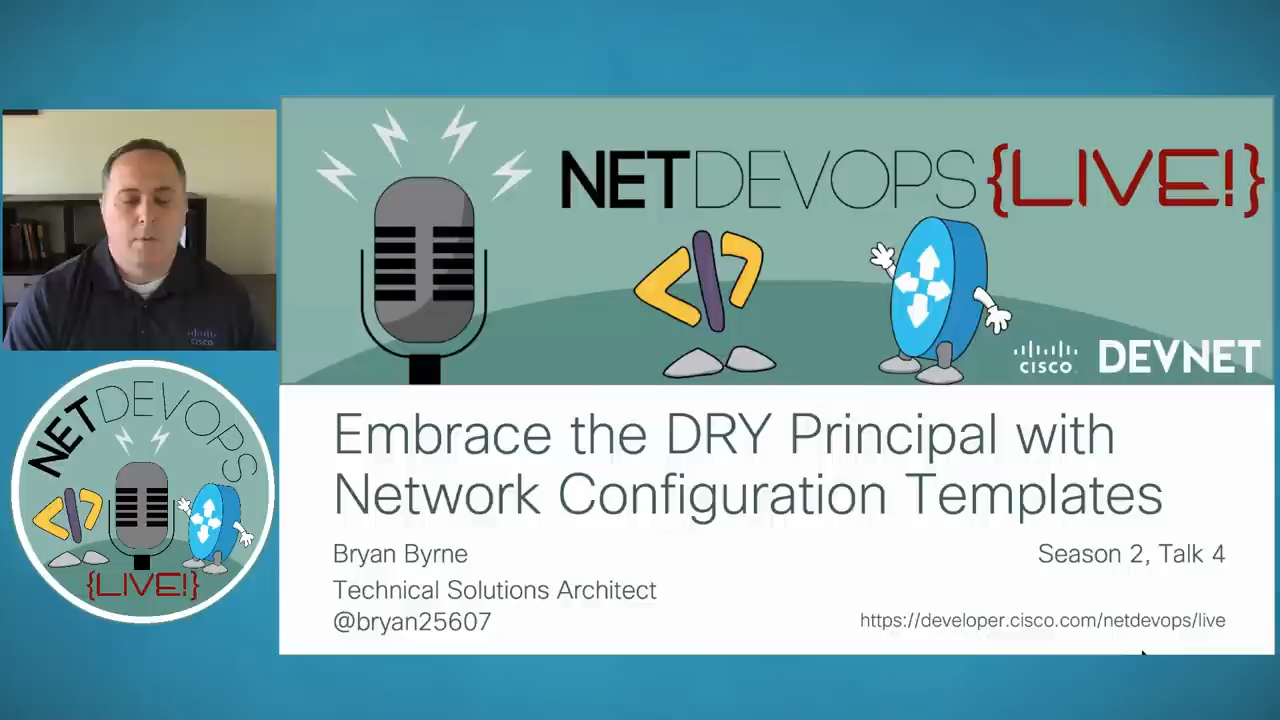 NETDEVOPS {LIVE!}
cisco DEVNET
cisco
Embrace the DRY Principal with
Network Configuration Templates
Bryan Byrne
Season 2, Talk 4
Technical Solutions Architect
@bryan25607
https://developer.cisco.com/netdevops/live
NETDEVOPS
{LIVE!}